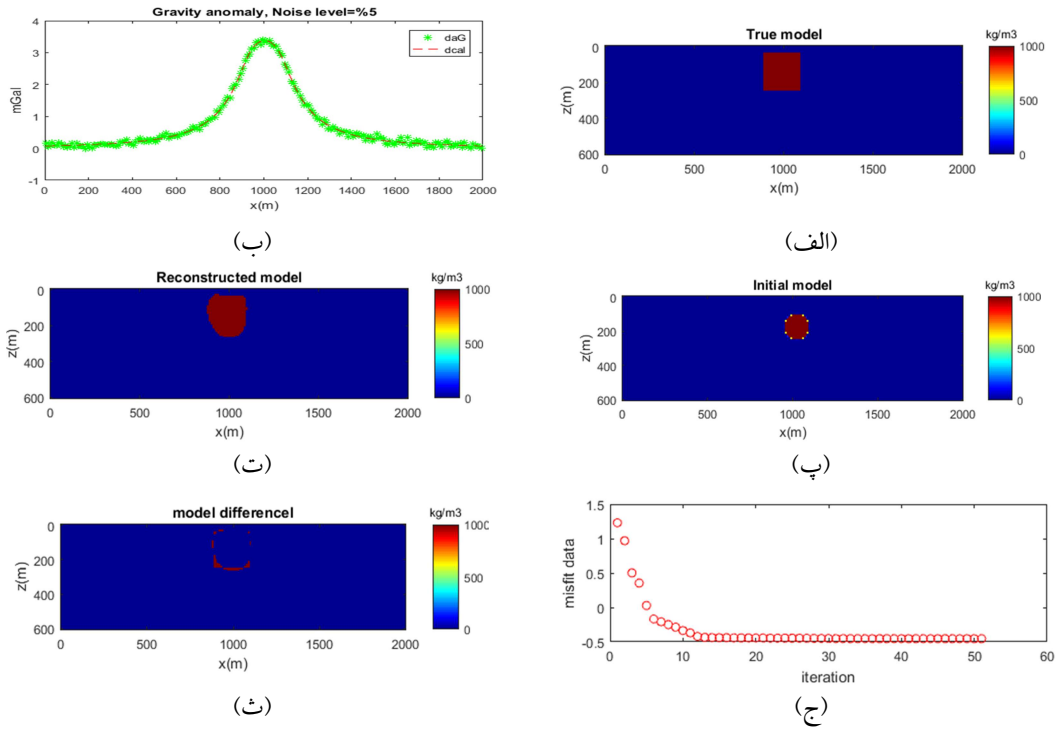 Gravity anomaly, Noise level=%5
mGal
4
3
2
1
0
-1
daG
dcal
0 200 400 600 800 1000 1200 1400 1600 1800 2000
x(m)
(ب)
True model
kg/m3
z(m)
0
200
400
600
0 500 1000 1500 2000
x(m)
1000
500
0
(الف)
Reconstructed model
kg/m3
z(m)
0
200
400
600
0 500 1000 1500 2000
x(m)
1000
500
0
(ت)
Initial model
kg/m3
z(m)
0
200
400
600
0 500 1000 1500 2000
x(m)
1000
500
0
(پ)
model differencel
kg/m3
z(m)
0
200
400
600
0 500 1000 1500 2000
x(m)
1000
500
0
(ث)
misfit data
1.5
1
0.5
0
-0.5
0 10 20 30 40 50 60
iteration
(ج)